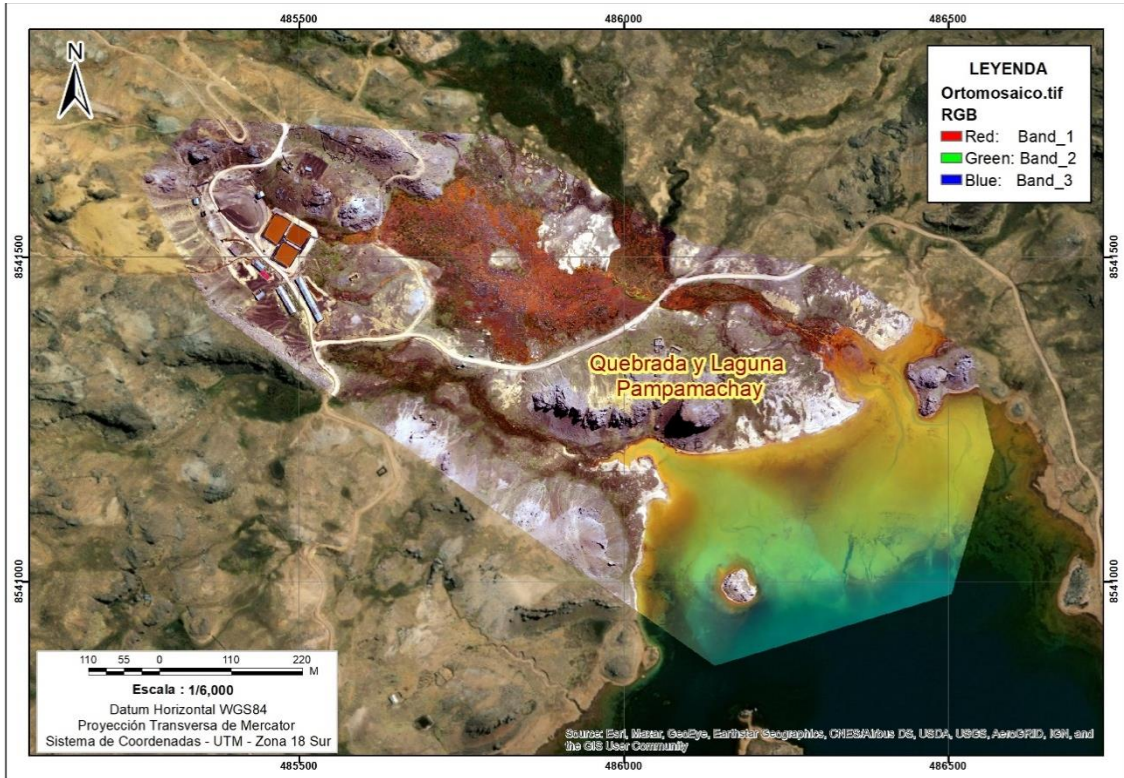 485500 486000 486500
N
LEYENDA
Ortomosaico.tif
RGB
Red: Band_1
Green: Band_2
Blue: Band_3
8541500 8541500
Quebrada y Laguna
Pampamachay
8541000 8541000
110 55 0 110 220
M
Escala : 1/6,000
Datum Horizontal WGS84
Proyección Transversa de Mercator
Sistema de Coordenadas - UTM - Zona 18 Sur
Source: Esri, Maxar, GeoEye, Earthstar Geographics, CNES/Airbus DS, USDA, USGS, AeroGRID, IGN, and
the GIS User Community
485500 486000 486500